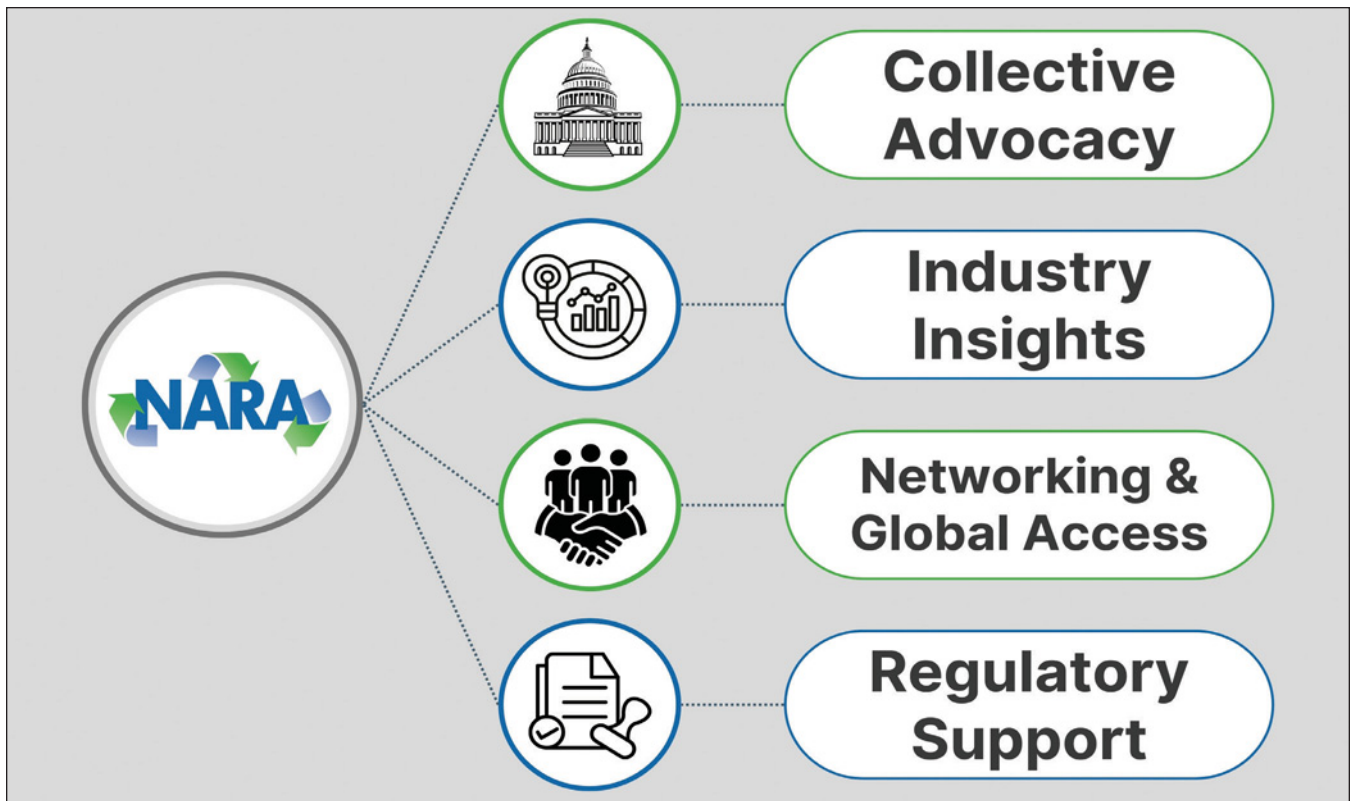 NARA
Collective
Advocacy
Industry
Insights
Networking &
Global Access
Regulatory
Support